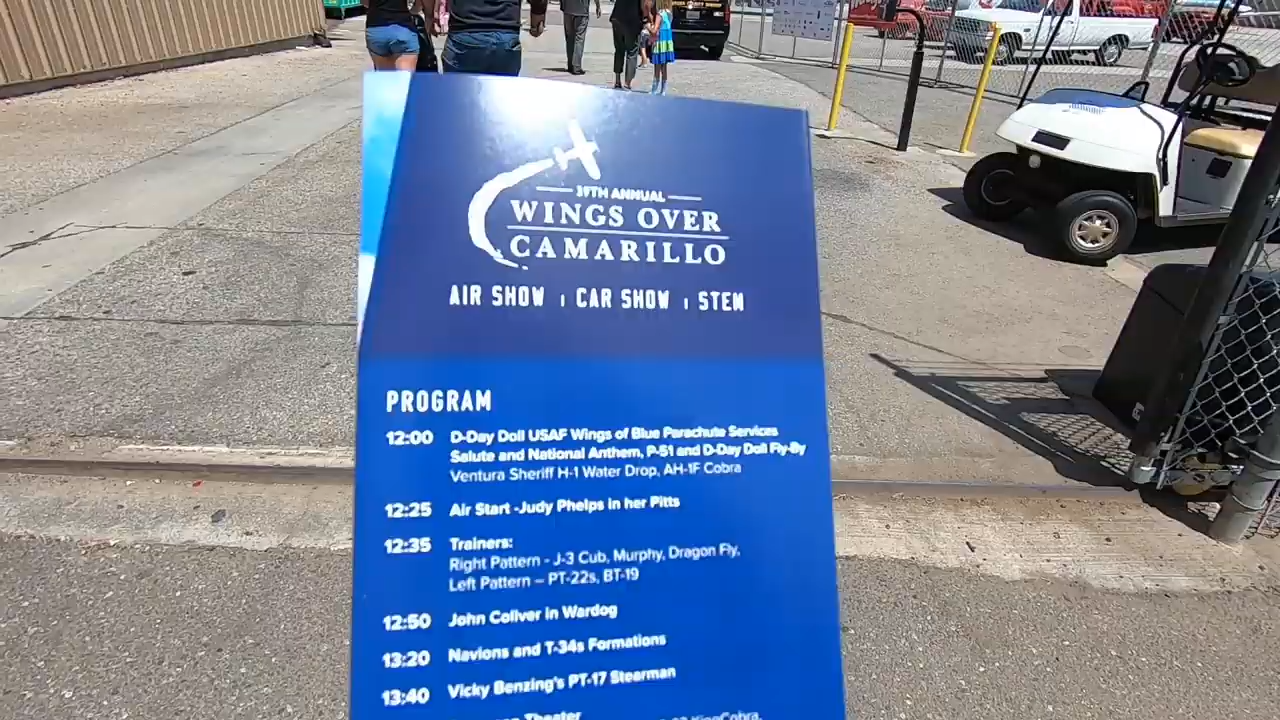 39TH ANNUAL
WINGS OVER
CAMARILLO
AIR SHOW | CAR SHOW | STEM
PROGRAM
12:00 D-Day Doll USAF Wings of Blue Parachute Services
Salute and National Anthem, P-51 and D-Day Doll Fly-By
Ventura Sheriff H-1 Water Drop, AH-1F Cobra
12:25 Air Start -Judy Phelps in her Pitts
12:35 Trainers:
Right Pattern - J-3 Cub, Murphy, Dragon Fly,
Left Pattern – PT-22s, BT-19
12:50 John Collver in Wardog
13:20 Navions and T-34s Formations
13:40 Vicky Benzing's PT-17 Stearman
Theater
KingCobra,